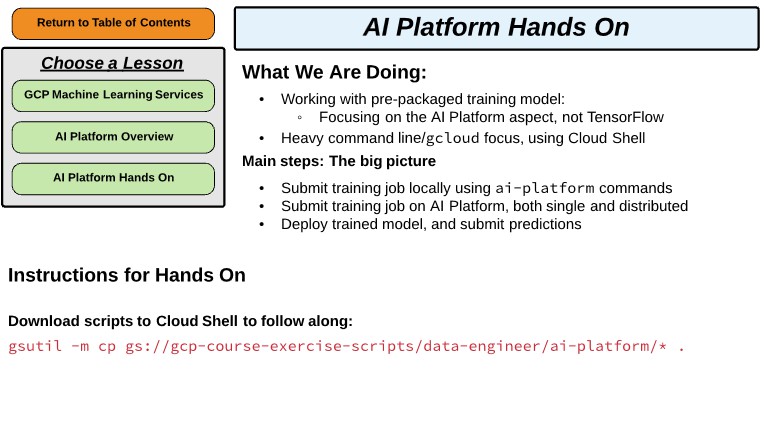 Return to Table of Contents
AI Platform Hands On
Choose a Lesson
GCP Machine Learning Services
AI Platform Overview
AI Platform Hands On
What We Are Doing:
• Working with pre-packaged training model:
◦ Focusing on the AI Platform aspect, not TensorFlow
• Heavy command line/gcloud focus, using Cloud Shell
Main steps: The big picture
• Submit training job locally using ai-platform commands
• Submit training job on AI Platform, both single and distributed
• Deploy trained model, and submit predictions
Instructions for Hands On
Download scripts to Cloud Shell to follow along:
gsutil -m cp gs://gcp-course-exercise-scripts/data-engineer/ai-platform/* .